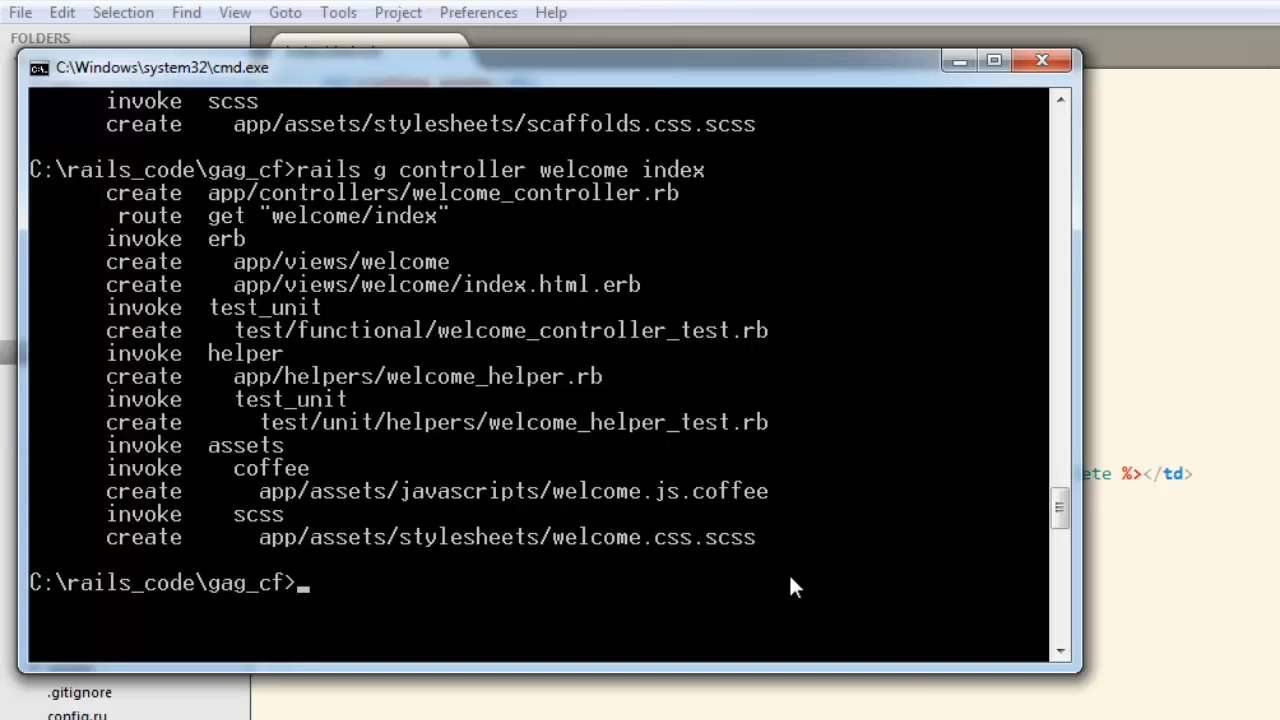 File Edit Selection Find View Goto Tools Project Preferences Help
FOLDERS
C:\Windows\system32\cmd.exe
invoke scss
create app/assets/stylesheets/scaffolds.css.scss
C:\rails_code\gag_cf>rails g controller welcome index
create app/controllers/welcome_controller.rb
route get "welcome/index"
invoke erb
create app/views/welcome
create app/views/welcome/index.html.erb
invoke test_unit
create test/functional/welcome_controller_test.rb
invoke helper
create app/helpers/welcome_helper.rb
invoke test_unit
create test/unit/helpers/welcome_helper_test.rb
invoke assets
invoke coffee
create app/assets/javascripts/welcome.js.coffee
ete %></td>
invoke scss
create app/assets/stylesheets/welcome.css.scss
C:\rails_code\gag_cf>
.gitignore
config.ru